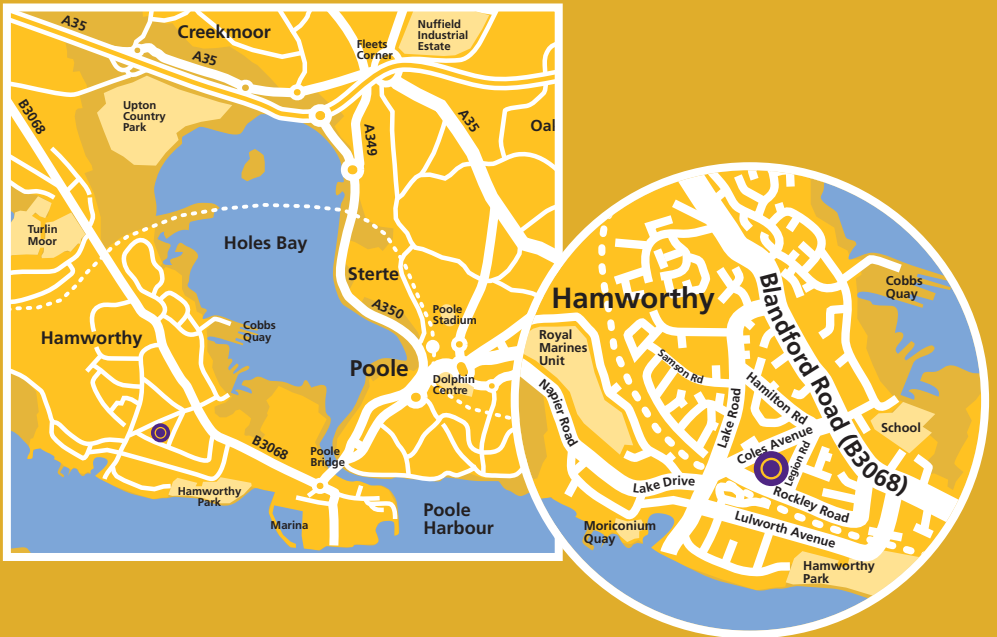 A35
Creekmoor
A35
Fleets
Corner
Nuffield
Industrial
Estate
B3068
Upton
Country
Park
A349
A35
Oal
Turlin
Moor
Holes Bay
Sterte
A350
Poole
Stadium
Hamworthy
Cobbs
Quay
Poole
Dolphin
Centre
B3068
Poole
Bridge
Hamworthy
Park
Marina
Poole
Harbour
Hamworthy
Blandford Road (B3068)
Cobbs
Quay
Royal
Marines
Unit
Samson Rd
Napier Road
Lake Road
Hamilton Rd
School
Coles Avenue
Legion Rd
Lake Drive
Rockley Road
Lulworth Avenue
Moriconium
Quay
Hamworthy
Park